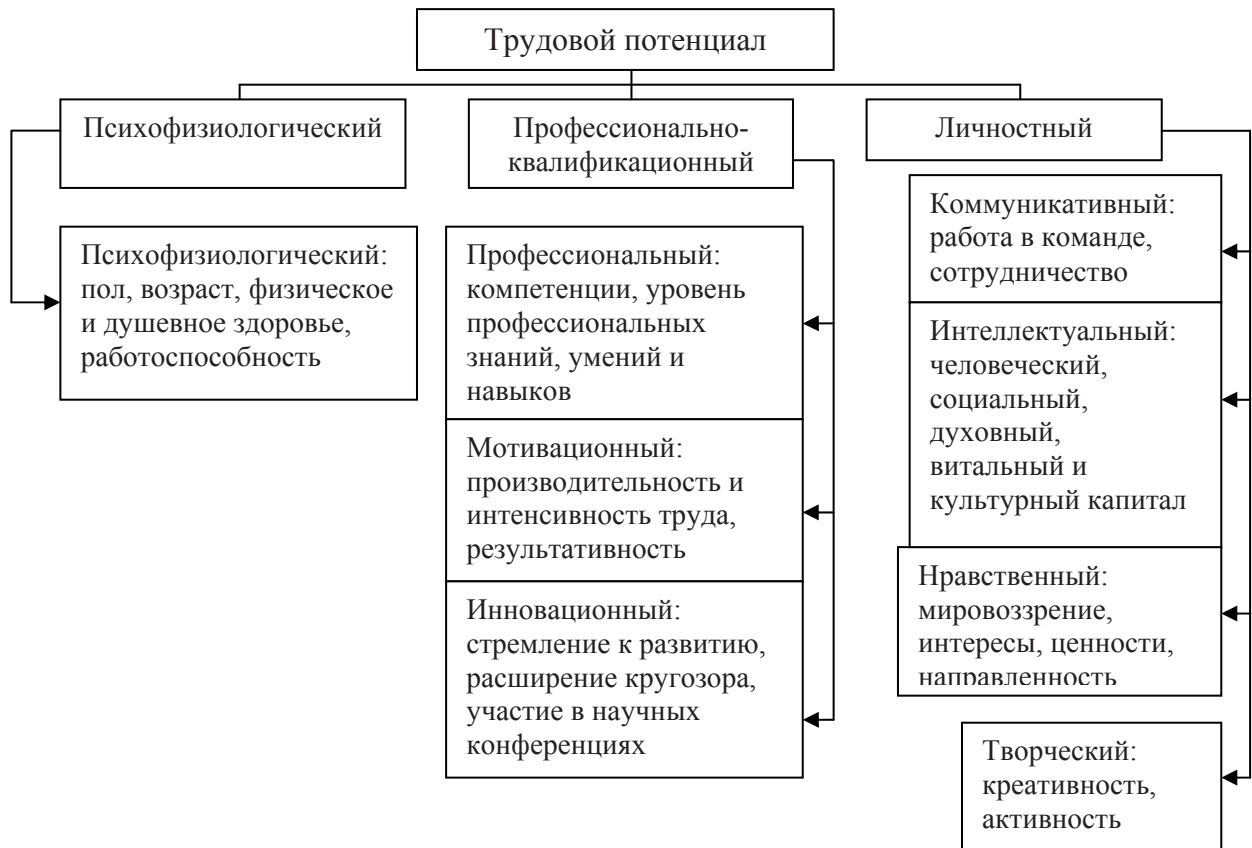 Трудовой потенциал
Психофизиологический
Психофизиологический:
пол, возраст, физическое
и душевное здоровье,
работоспособность
Профессионально-
квалификационный
Профессиональный:
компетенции, уровень
профессиональных
знаний, умений и
навыков
Мотивационный:
производительность и
интенсивность труда,
результативность
Инновационный:
стремление к развитию,
расширение кругозора,
участие в научных
конференциях
Личностный
Коммуникативный:
работа в команде,
сотрудничество
Интеллектуальный:
человеческий,
социальный,
духовный,
витальный и
культурный капитал
Нравственный:
мировоззрение,
интересы, ценности,
направленность
Творческий:
креативность,
активность